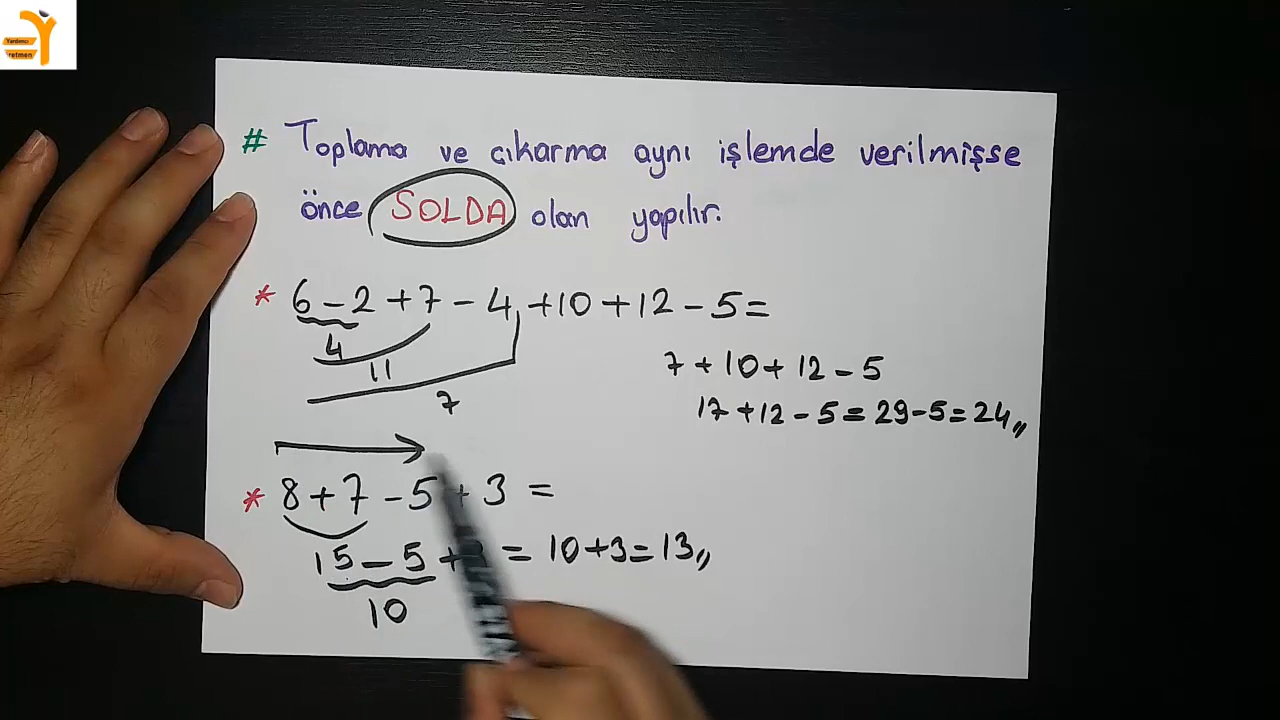 Yardımcı
retmen
# Toplama ve çıkarma aynı işlemde verilmişse
önce SOLDA olan yapılır.
* 6 - 2 + 7 - 4 + 10 + 12 - 5 =
4
11
7
7 + 10 + 12 - 5
17 + 12 - 5 = 29 - 5 = 24,,
* 8 + 7 - 5 + 3 =
15 - 5 + = 10 + 3 = 13,,
10